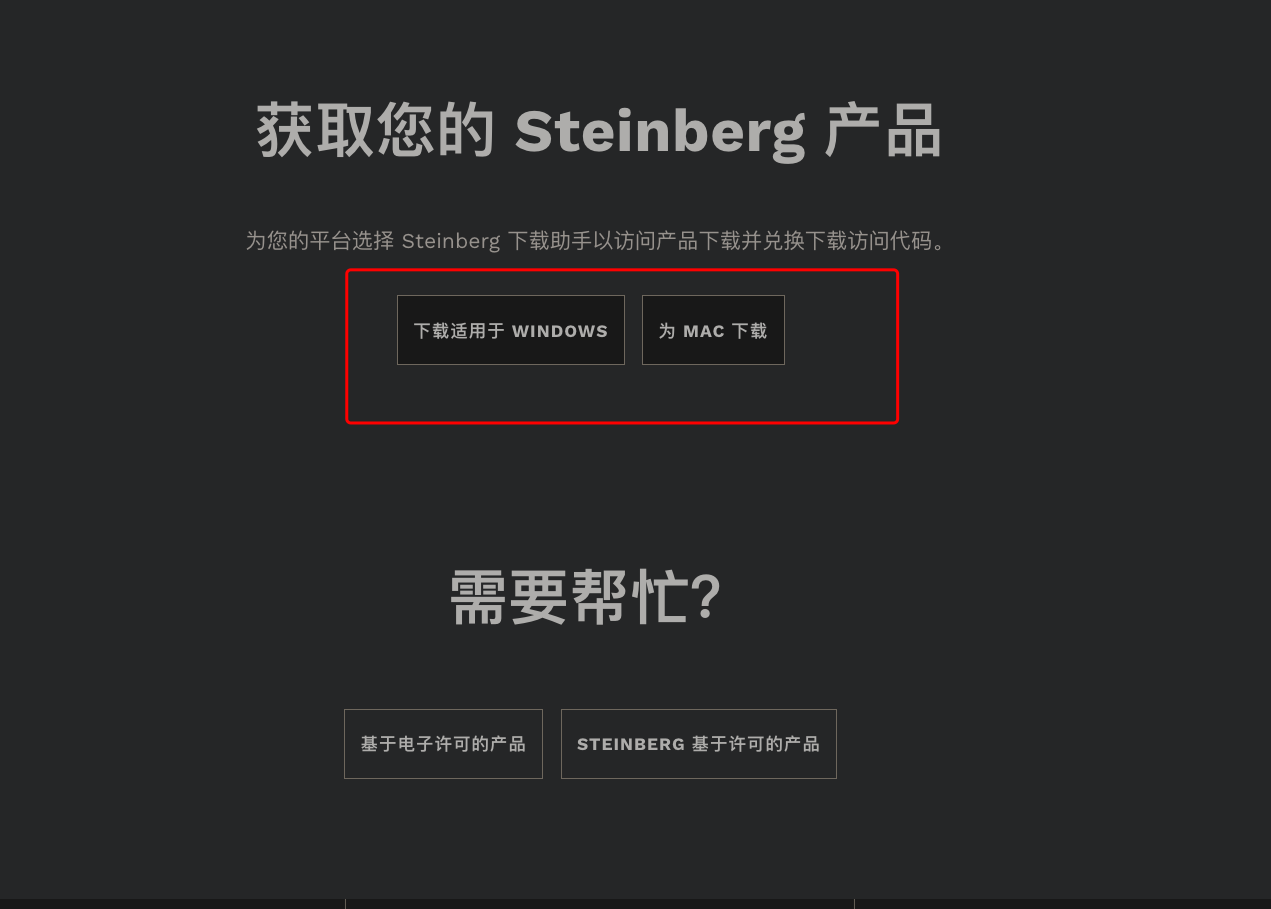 获取您的 Steinberg 产品
为您的平台选择 Steinberg 下载助手以访问产品下载并兑换下载访问代码。
下载适用于 WINDOWS
为 MAC 下载
需要帮忙?
基于电子许可的产品
STEINBERG 基于许可的产品